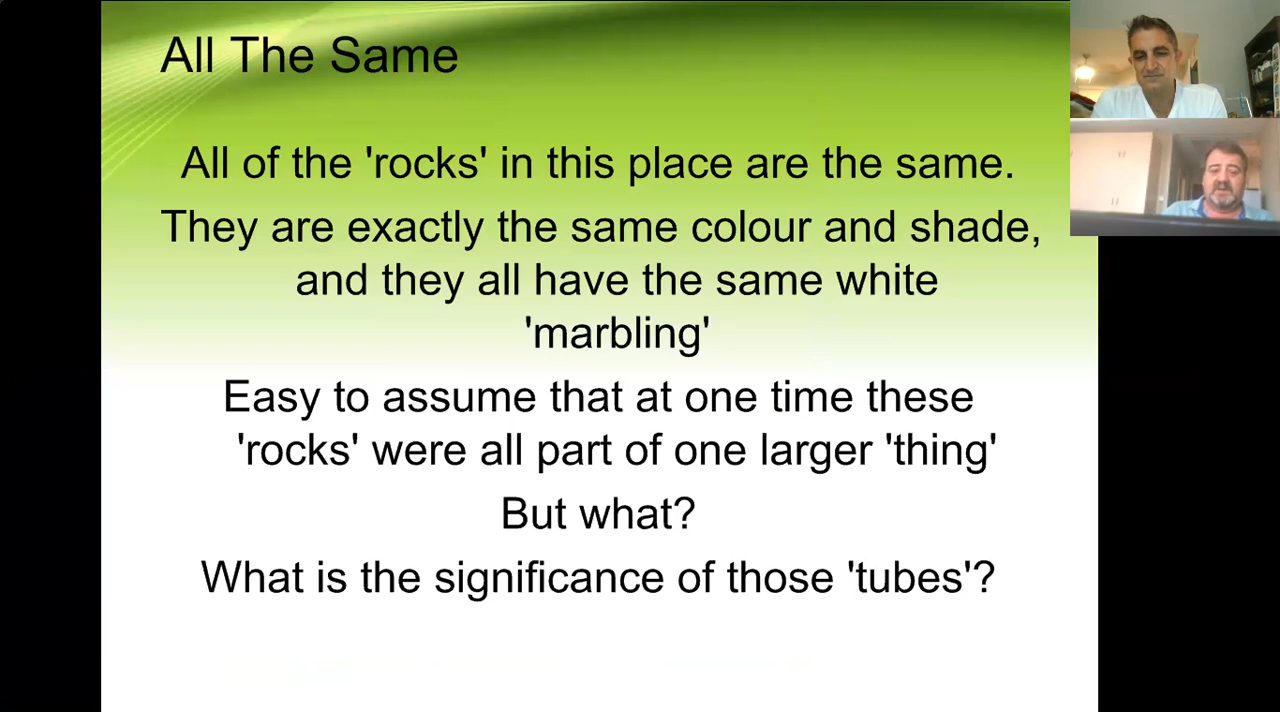 All The Same
All of the 'rocks' in this place are the same.
They are exactly the same colour and shade,
and they all have the same white
'marbling'
Easy to assume that at one time these
'rocks' were all part of one larger 'thing'
But what?
What is the significance of those 'tubes'?